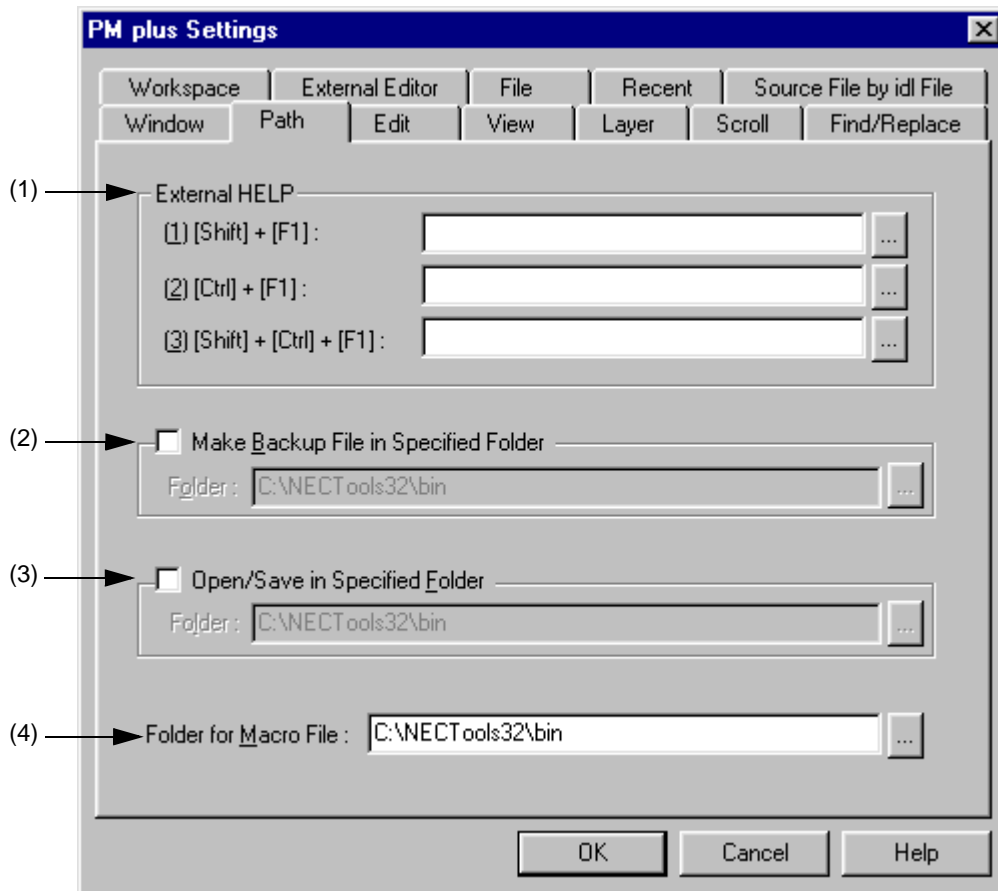 PM plus Settings
Workspace External Editor File Recent Source File by idl File
Window Path Edit View Layer Scroll Find/Replace
(1) External HELP
(1) [Shift] + [F1] : ...
(2) [Ctrl] + [F1] : ...
(3) [Shift] + [Ctrl] + [F1] : ...
(2) Make Backup File in Specified Folder
Folder : C:\NECTools32\bin ...
(3) Open/Save in Specified Folder
Folder : C:\NECTools32\bin ...
(4) Folder for Macro File : C:\NECTools32\bin ...
OK Cancel Help